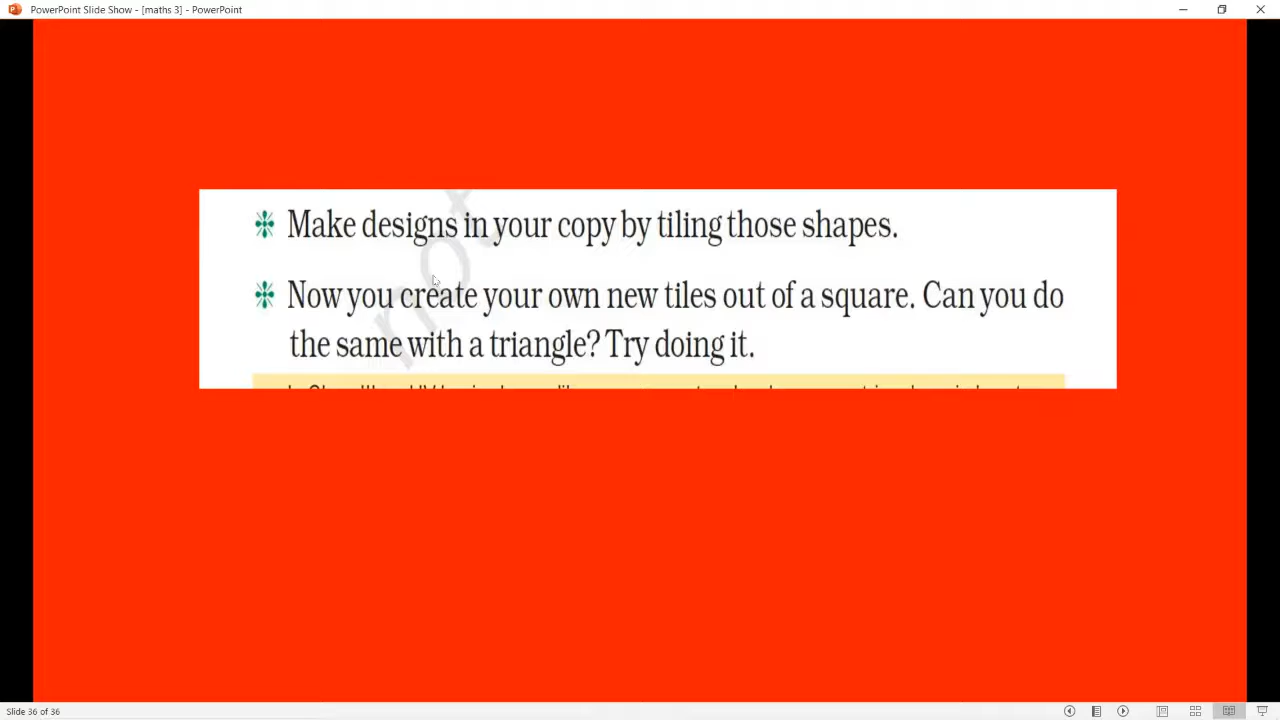 PowerPoint Slide Show - [maths 3] - PowerPoint
Make designs in your copy by tiling those shapes.
Now you create your own new tiles out of a square. Can you do
the same with a triangle? Try doing it.
not
Slide 36 of 36